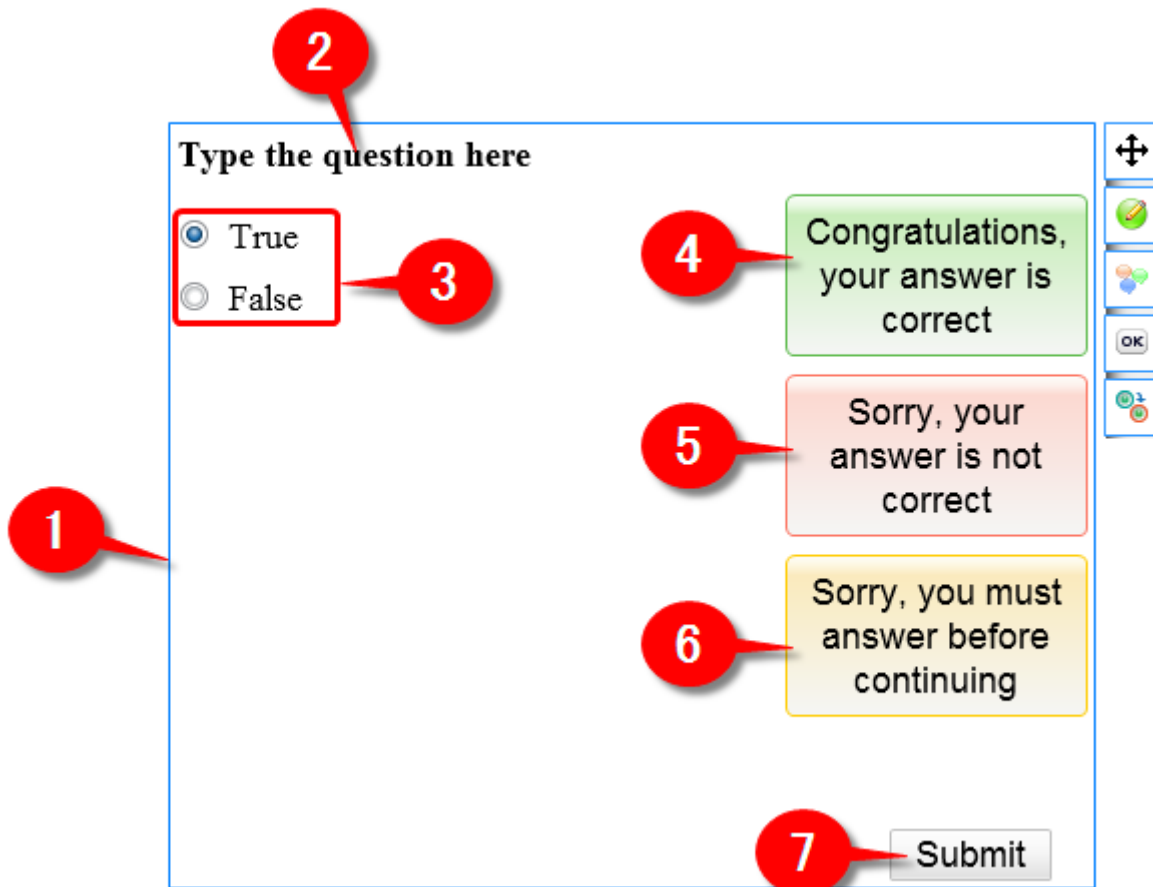 2
Type the question here
True
False
3
4
Congratulations,
your answer is
correct
OK
5
Sorry, your
answer is not
correct
1
6
Sorry, you must
answer before
continuing
7
Submit